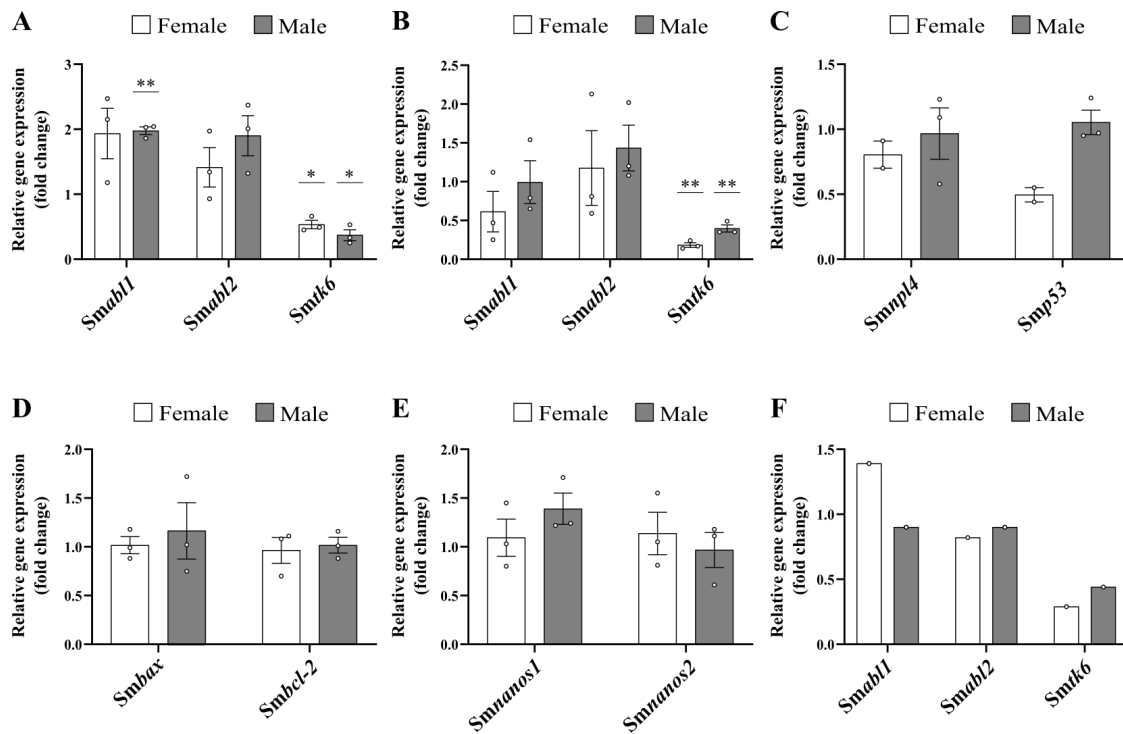 A
Female Male
Relative gene expression
(fold change)
3
2
1
0
**
*
*
Smabl1
Smabl2
Smtk6
B
Female Male
Relative gene expression
(fold change)
2.5
2.0
1.5
1.0
0.5
0.0
**
**
Smabl1
Smabl2
Smtk6
C
Female Male
Relative gene expression
(fold change)
1.5
1.0
0.5
0.0
Smnpl4
Smp53
D
Female Male
Relative gene expression
(fold change)
2.0
1.5
1.0
0.5
0.0
Smbax
Smbcl-2
E
Female Male
Relative gene expression
(fold change)
2.0
1.5
1.0
0.5
0.0
Smnanos1
Smnanos2
F
Female Male
Relative gene expression
(fold change)
1.5
1.0
0.5
0.0
Smabl1
Smabl2
Smtk6